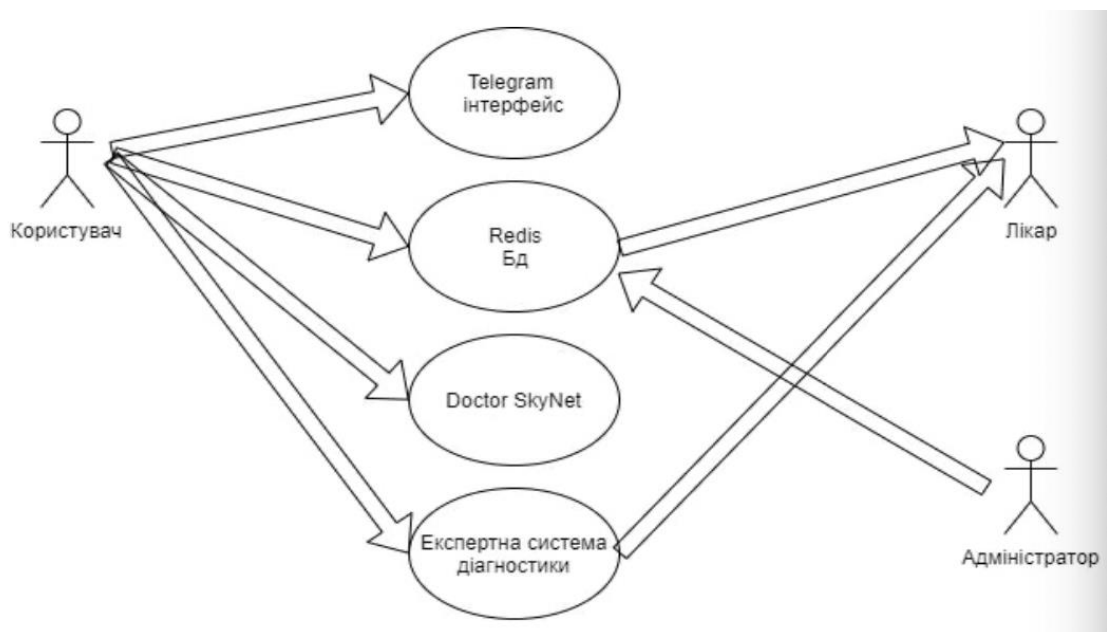 Telegram
інтерфейс
Користувач
Redis
Бд
Лікар
Doctor SkyNet
Експертна система
діагностики
Адміністратор